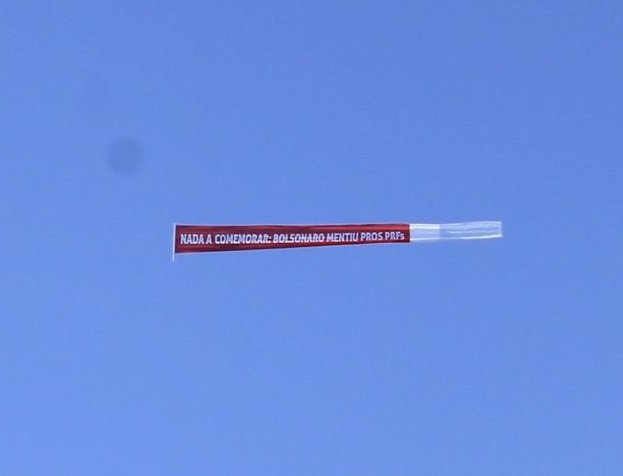 NADA A COMEMORAR: BOLSONARO MENTIU PROS PRFs